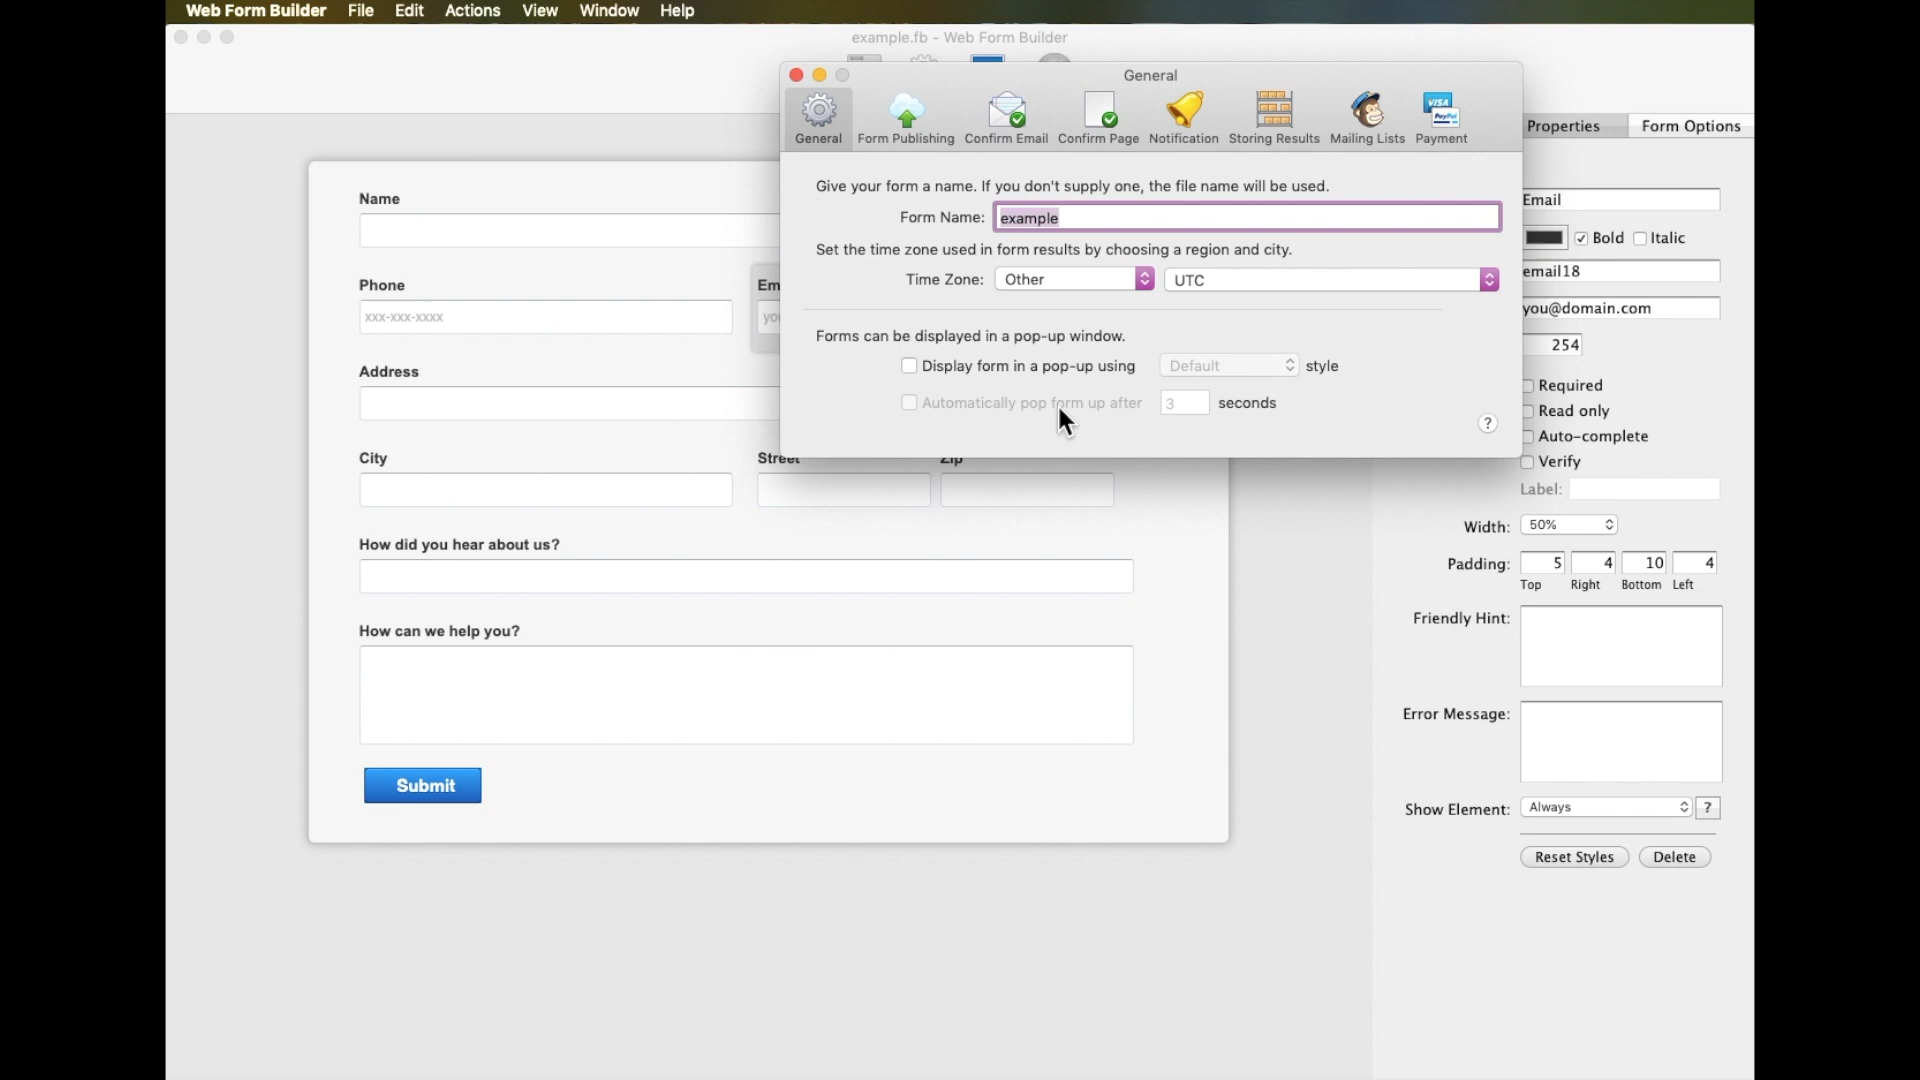 Web Form Builder File Edit Actions View Window Help
example.fb - Web Form Builder
General
General Form Publishing Confirm Email Confirm Page Notification Storing Results Mailing Lists Payment
VISA
PayPal
Properties Form Options
Give your form a name. If you don't supply one, the file name will be used.
Form Name: example
Set the time zone used in form results by choosing a region and city.
Time Zone: Other UTC
Forms can be displayed in a pop-up window.
Display form in a pop-up using Default style
Automatically pop form up after 3 seconds
?
Name
Phone Em
xxx-xxx-xxxx you
Address
City Street Zip
How did you hear about us?
How can we help you?
Submit
Email
Bold Italic
email18
you@domain.com
254
Required
Read only
Auto-complete
Verify
Label:
Width: 50%
Padding: 5 4 10 4
Top Right Bottom Left
Friendly Hint:
Error Message:
Show Element: Always ?
Reset Styles Delete